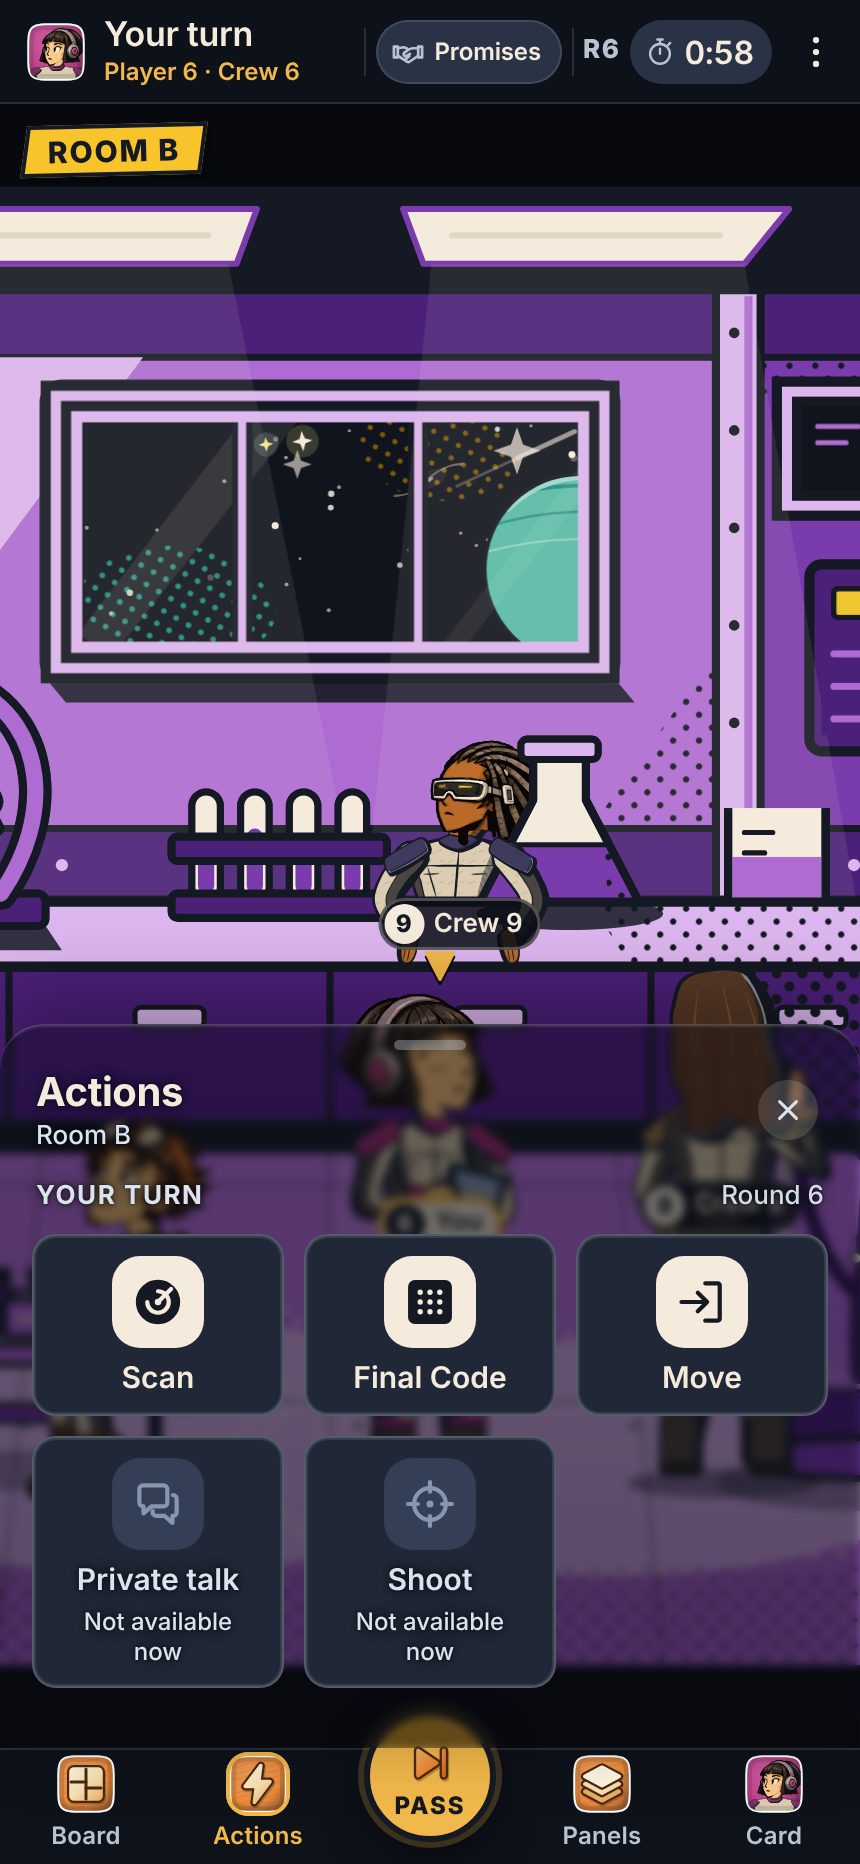 Your turn
Player 6 · Crew 6
Promises
R6
0:58
ROOM B
9 Crew 9
Actions
Room B
YOUR TURN
Round 6
Scan
Final Code
Move
Private talk
Not available
now
Shoot
Not available
now
Board
Actions
PASS
Panels
Card